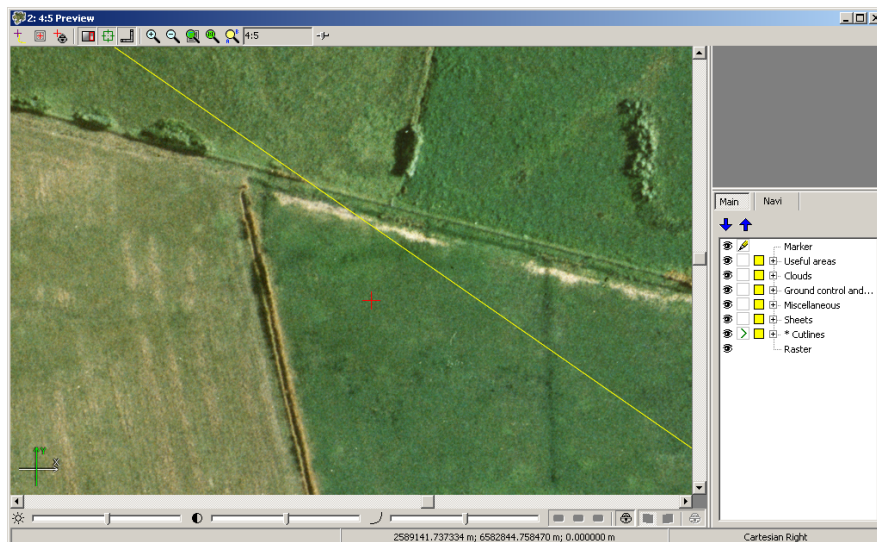 2: 4:5 Preview
4:5
Main Navi
Marker
Useful areas
Clouds
Ground control and...
Miscellaneous
Sheets
* Cutlines
Raster
Y
X
2589141.737334 m; 6582844.758470 m; 0.000000 m
Cartesian Right